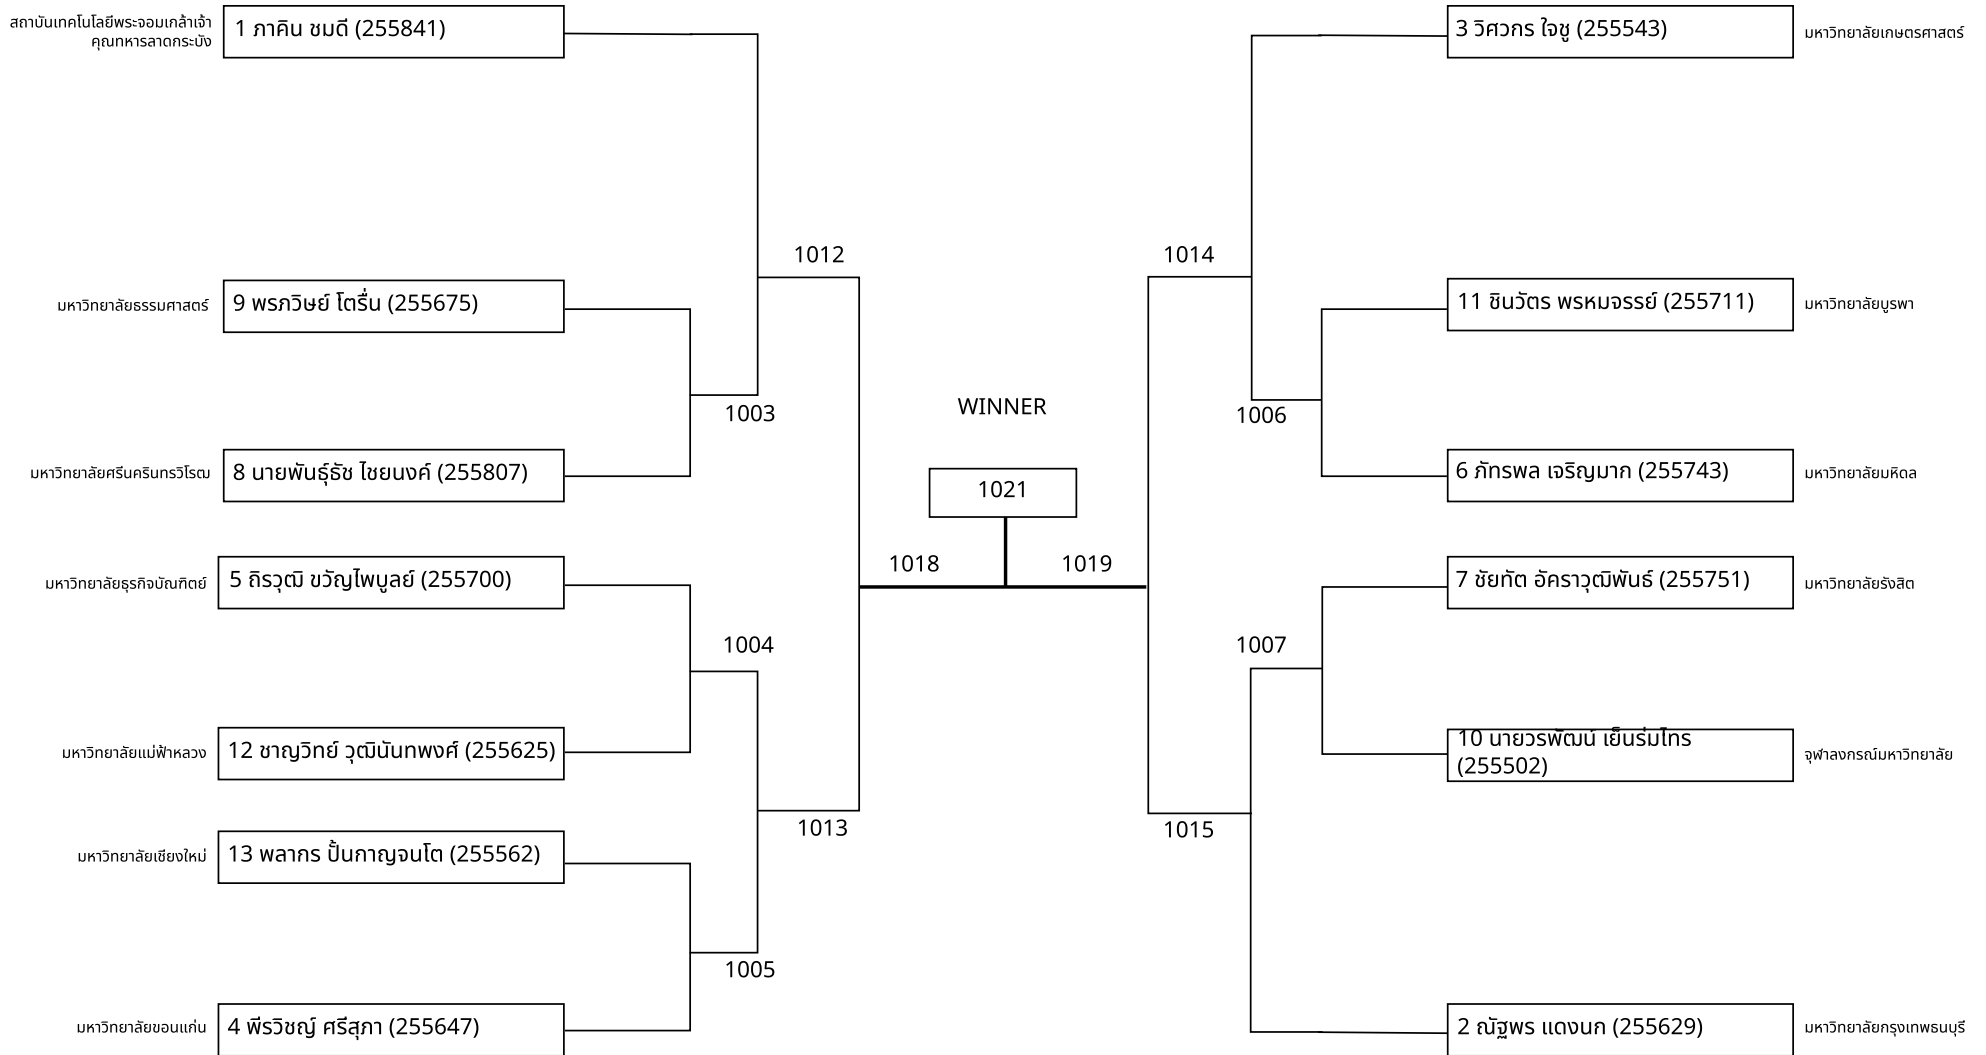 สถาบันเทคโนโลยีพระจอมเกล้าเจ้า
คุณทหารลาดกระบัง
1 ภาคิน ชมดี (255841)
3 วิศวกร ใจชู (255543)
มหาวิทยาลัยเกษตรศาสตร์
1012
1014
มหาวิทยาลัยธรรมศาสตร์
9 พรภวิษย์ โตรื่น (255675)
11 ชินวัตร พรหมจรรย์ (255711)
มหาวิทยาลัยบูรพา
1003
WINNER
1006
มหาวิทยาลัยศรีนครินทรวิโรฒ
8 นายพันธุ์ธัช ไชยนงค์ (255807)
1021
6 ภัทรพล เจริญมาก (255743)
มหาวิทยาลัยมหิดล
1018
1019
มหาวิทยาลัยธุรกิจบัณฑิตย์
5 ถิรวุฒิ ขวัญไพบูลย์ (255700)
7 ชัยทัต อัคราวุฒิพันธ์ (255751)
มหาวิทยาลัยรังสิต
1004
1007
มหาวิทยาลัยแม่ฟ้าหลวง
12 ชาญวิทย์ วุฒินันทพงศ์ (255625)
10 นายวรพัฒน์ เย็นร่มไทร
(255502)
จุฬาลงกรณ์มหาวิทยาลัย
1013
1015
มหาวิทยาลัยเชียงใหม่
13 พลากร ปั้นกาญจนโต (255562)
1005
มหาวิทยาลัยขอนแก่น
4 พีรวิชญ์ ศรีสุภา (255647)
2 ณัฐพร แดงนก (255629)
มหาวิทยาลัยกรุงเทพธนบุรี